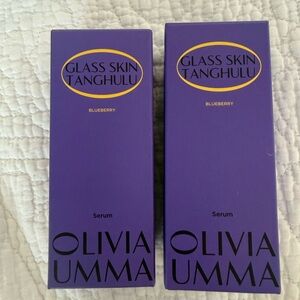 GLASS SKIN
TANGHULU
BLUEBERRY
Serum
OLIVIA
UMMA
GLASS SKIN
TANGHULU
BLUEBERRY
Serum
OLIVIA
UMMA